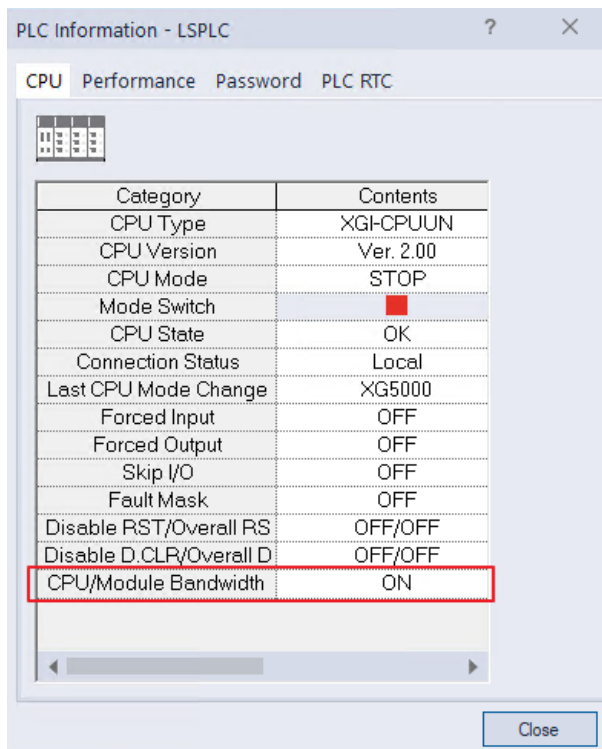 PLC Information - LSPLC ?
CPU Performance Password PLC RTC
Category Contents
CPU Type XGI-CPUUN
CPU Version Ver. 2.00
CPU Mode STOP
Mode Switch
CPU State OK
Connection Status Local
Last CPU Mode Change XG5000
Forced Input OFF
Forced Output OFF
Skip I/O OFF
Fault Mask OFF
Disable RST/Overall RS OFF/OFF
Disable D.CLR/Overall D OFF/OFF
CPU/Module Bandwidth ON
Close